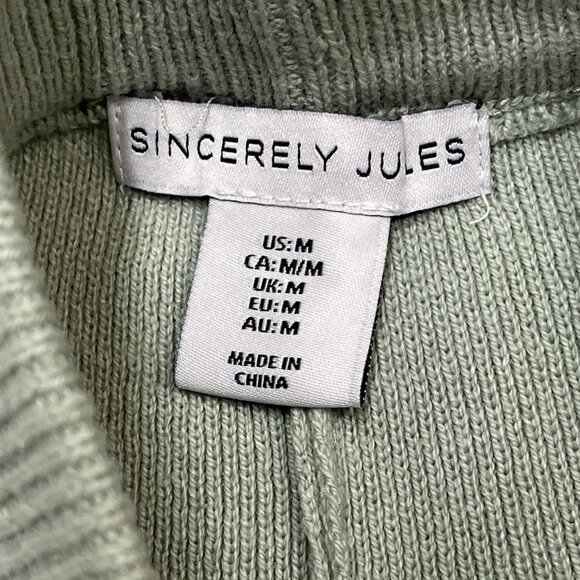 SINCERELY JULES
US: M
CA: M/M
UK: M
EU: M
AU: M
MADE IN
CHINA